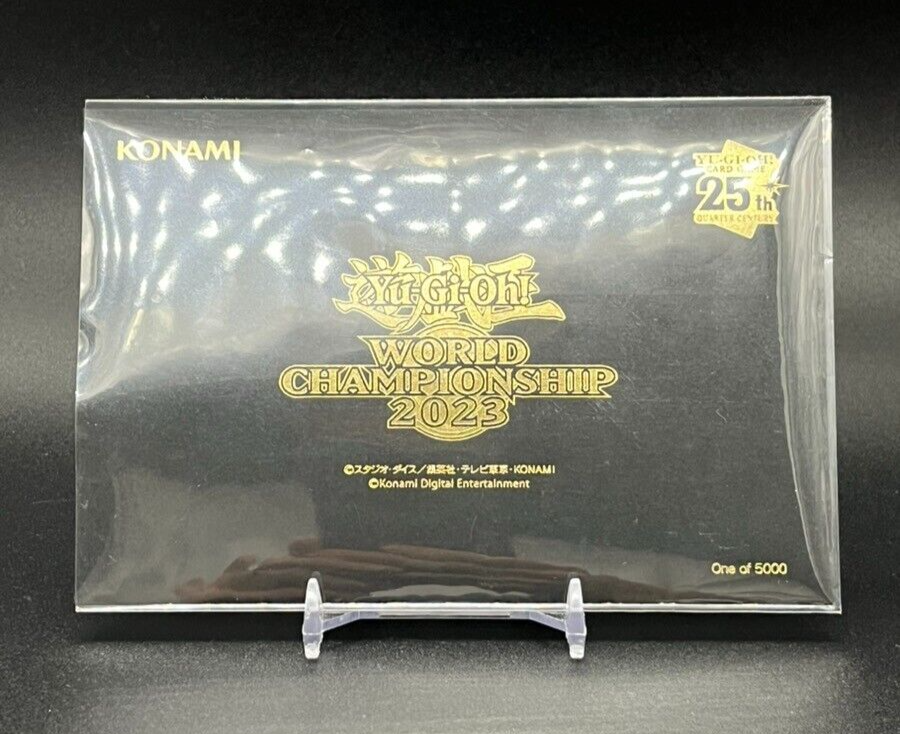 KONAMI
YU-GI-OH!
CARD GAME
25th
QUARTER CENTURY
遊戯王
Yu-Gi-Oh!
WORLD
CHAMPIONSHIP
2023
©スタジオ・ダイス／集英社・テレビ東京・KONAMI
©Konami Digital Entertainment
One of 5000